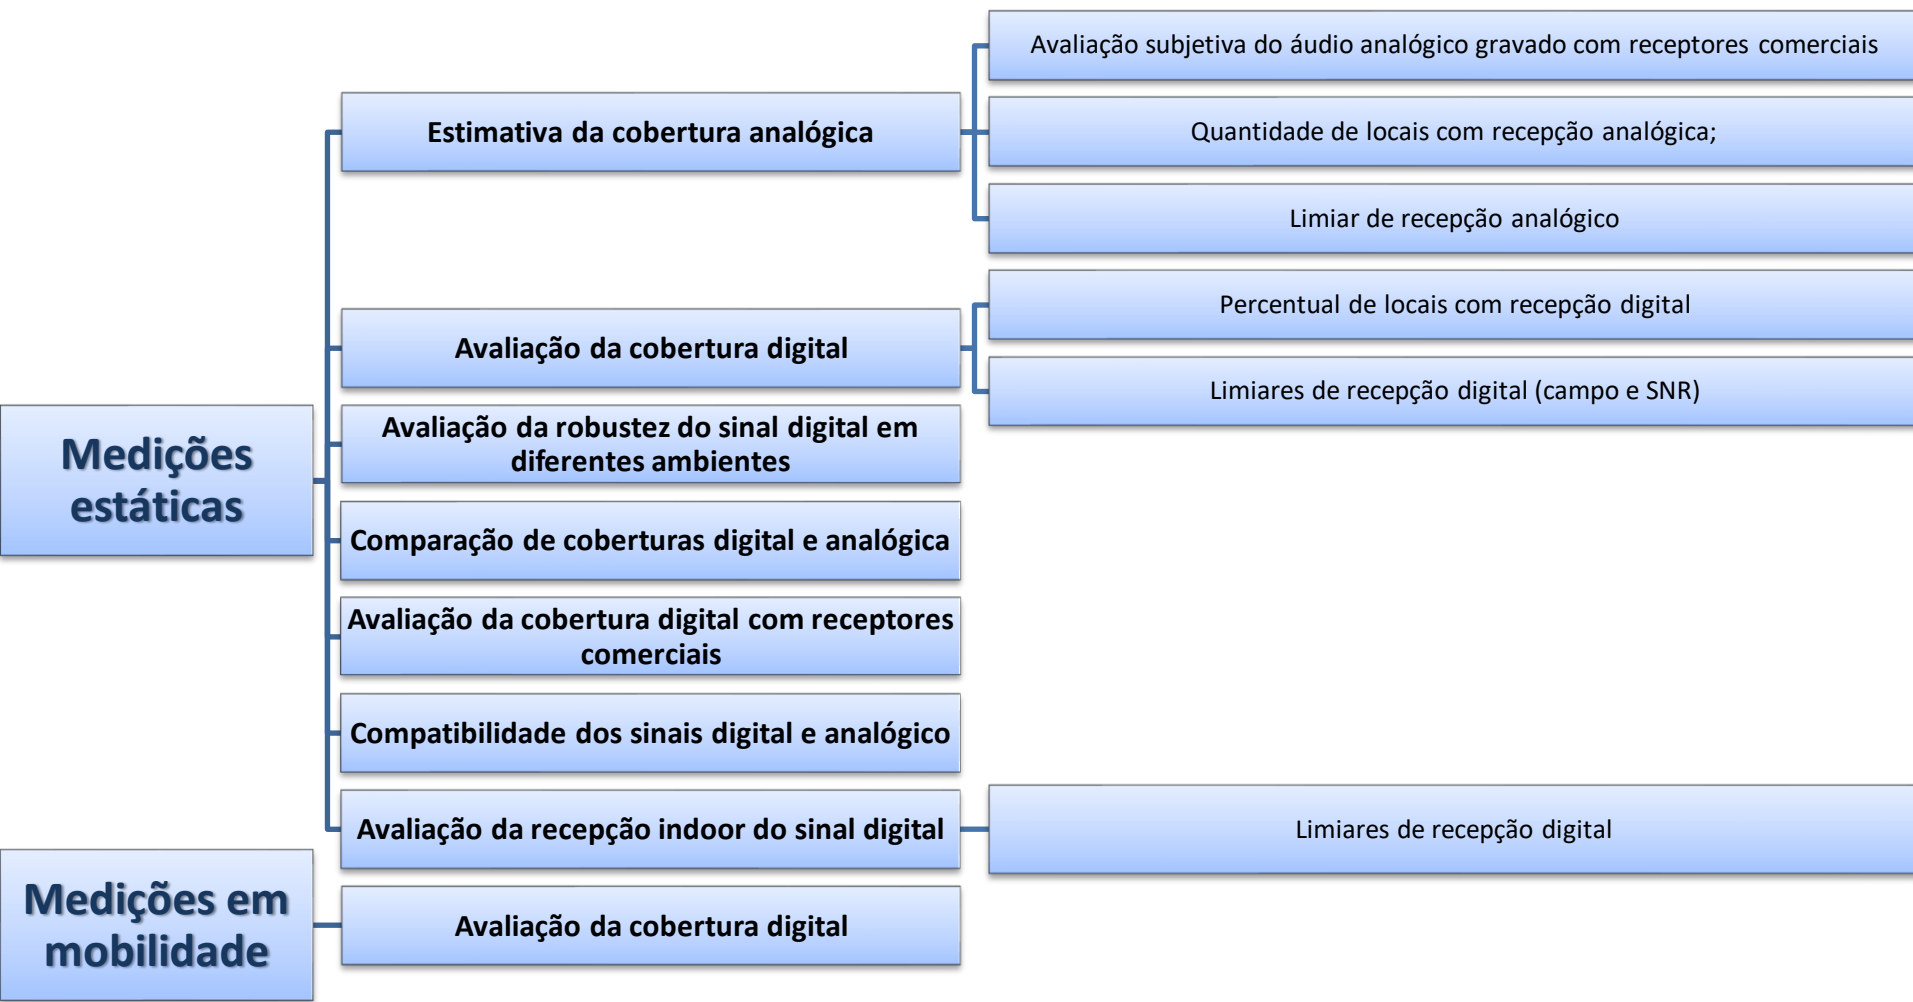 Medições
estáticas
Estimativa da cobertura analógica
Avaliação subjetiva do áudio analógico gravado com receptores comerciais
Quantidade de locais com recepção analógica;
Limiar de recepção analógico
Avaliação da cobertura digital
Percentual de locais com recepção digital
Limiares de recepção digital (campo e SNR)
Avaliação da robustez do sinal digital em
diferentes ambientes
Comparação de coberturas digital e analógica
Avaliação da cobertura digital com receptores
comerciais
Compatibilidade dos sinais digital e analógico
Avaliação da recepção indoor do sinal digital
Limiares de recepção digital
Medições em
mobilidade
Avaliação da cobertura digital